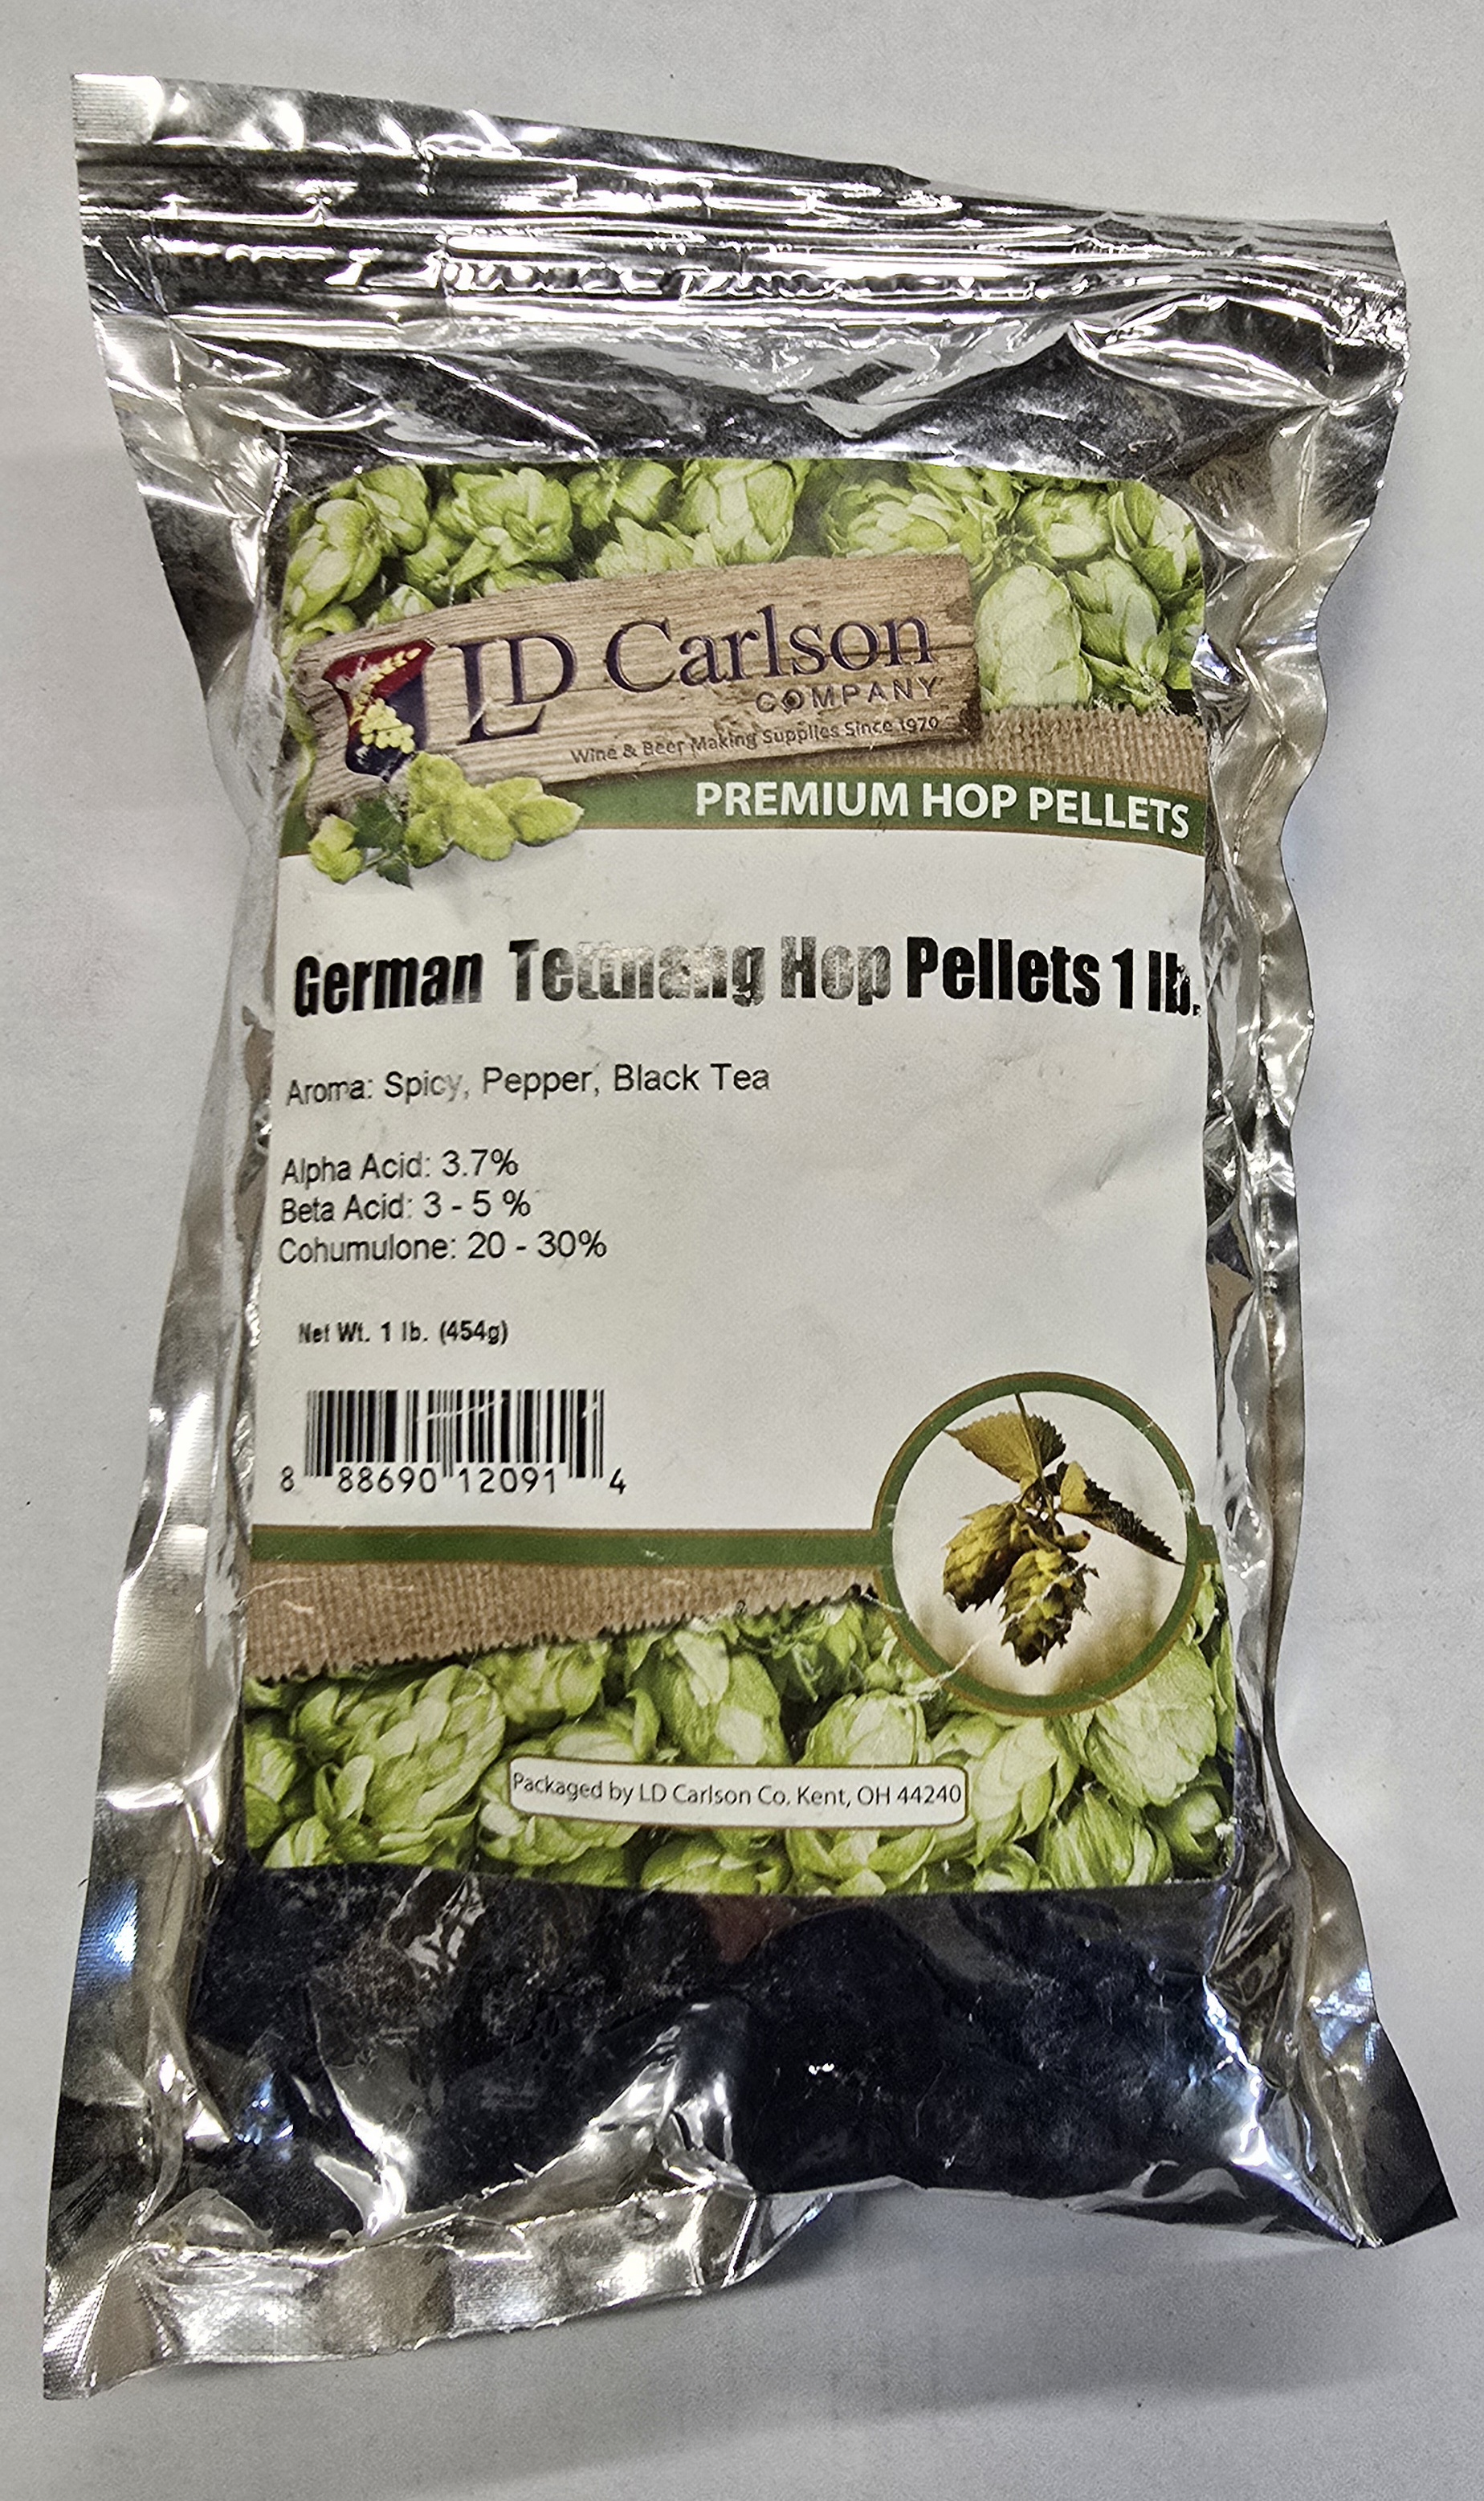 LD Carlson
COMPANY
Wine & Beer Making Supplies Since 1970
PREMIUM HOP PELLETS
German Tettnang Hop Pellets 1 lb.
Aroma: Spicy, Pepper, Black Tea
Alpha Acid: 3.7%
Beta Acid: 3 - 5 %
Cohumulone: 20 - 30%
Net Wt. 1 lb. (454g)
8 88690 12091 4
Packaged by LD Carlson Co. Kent, OH 44240